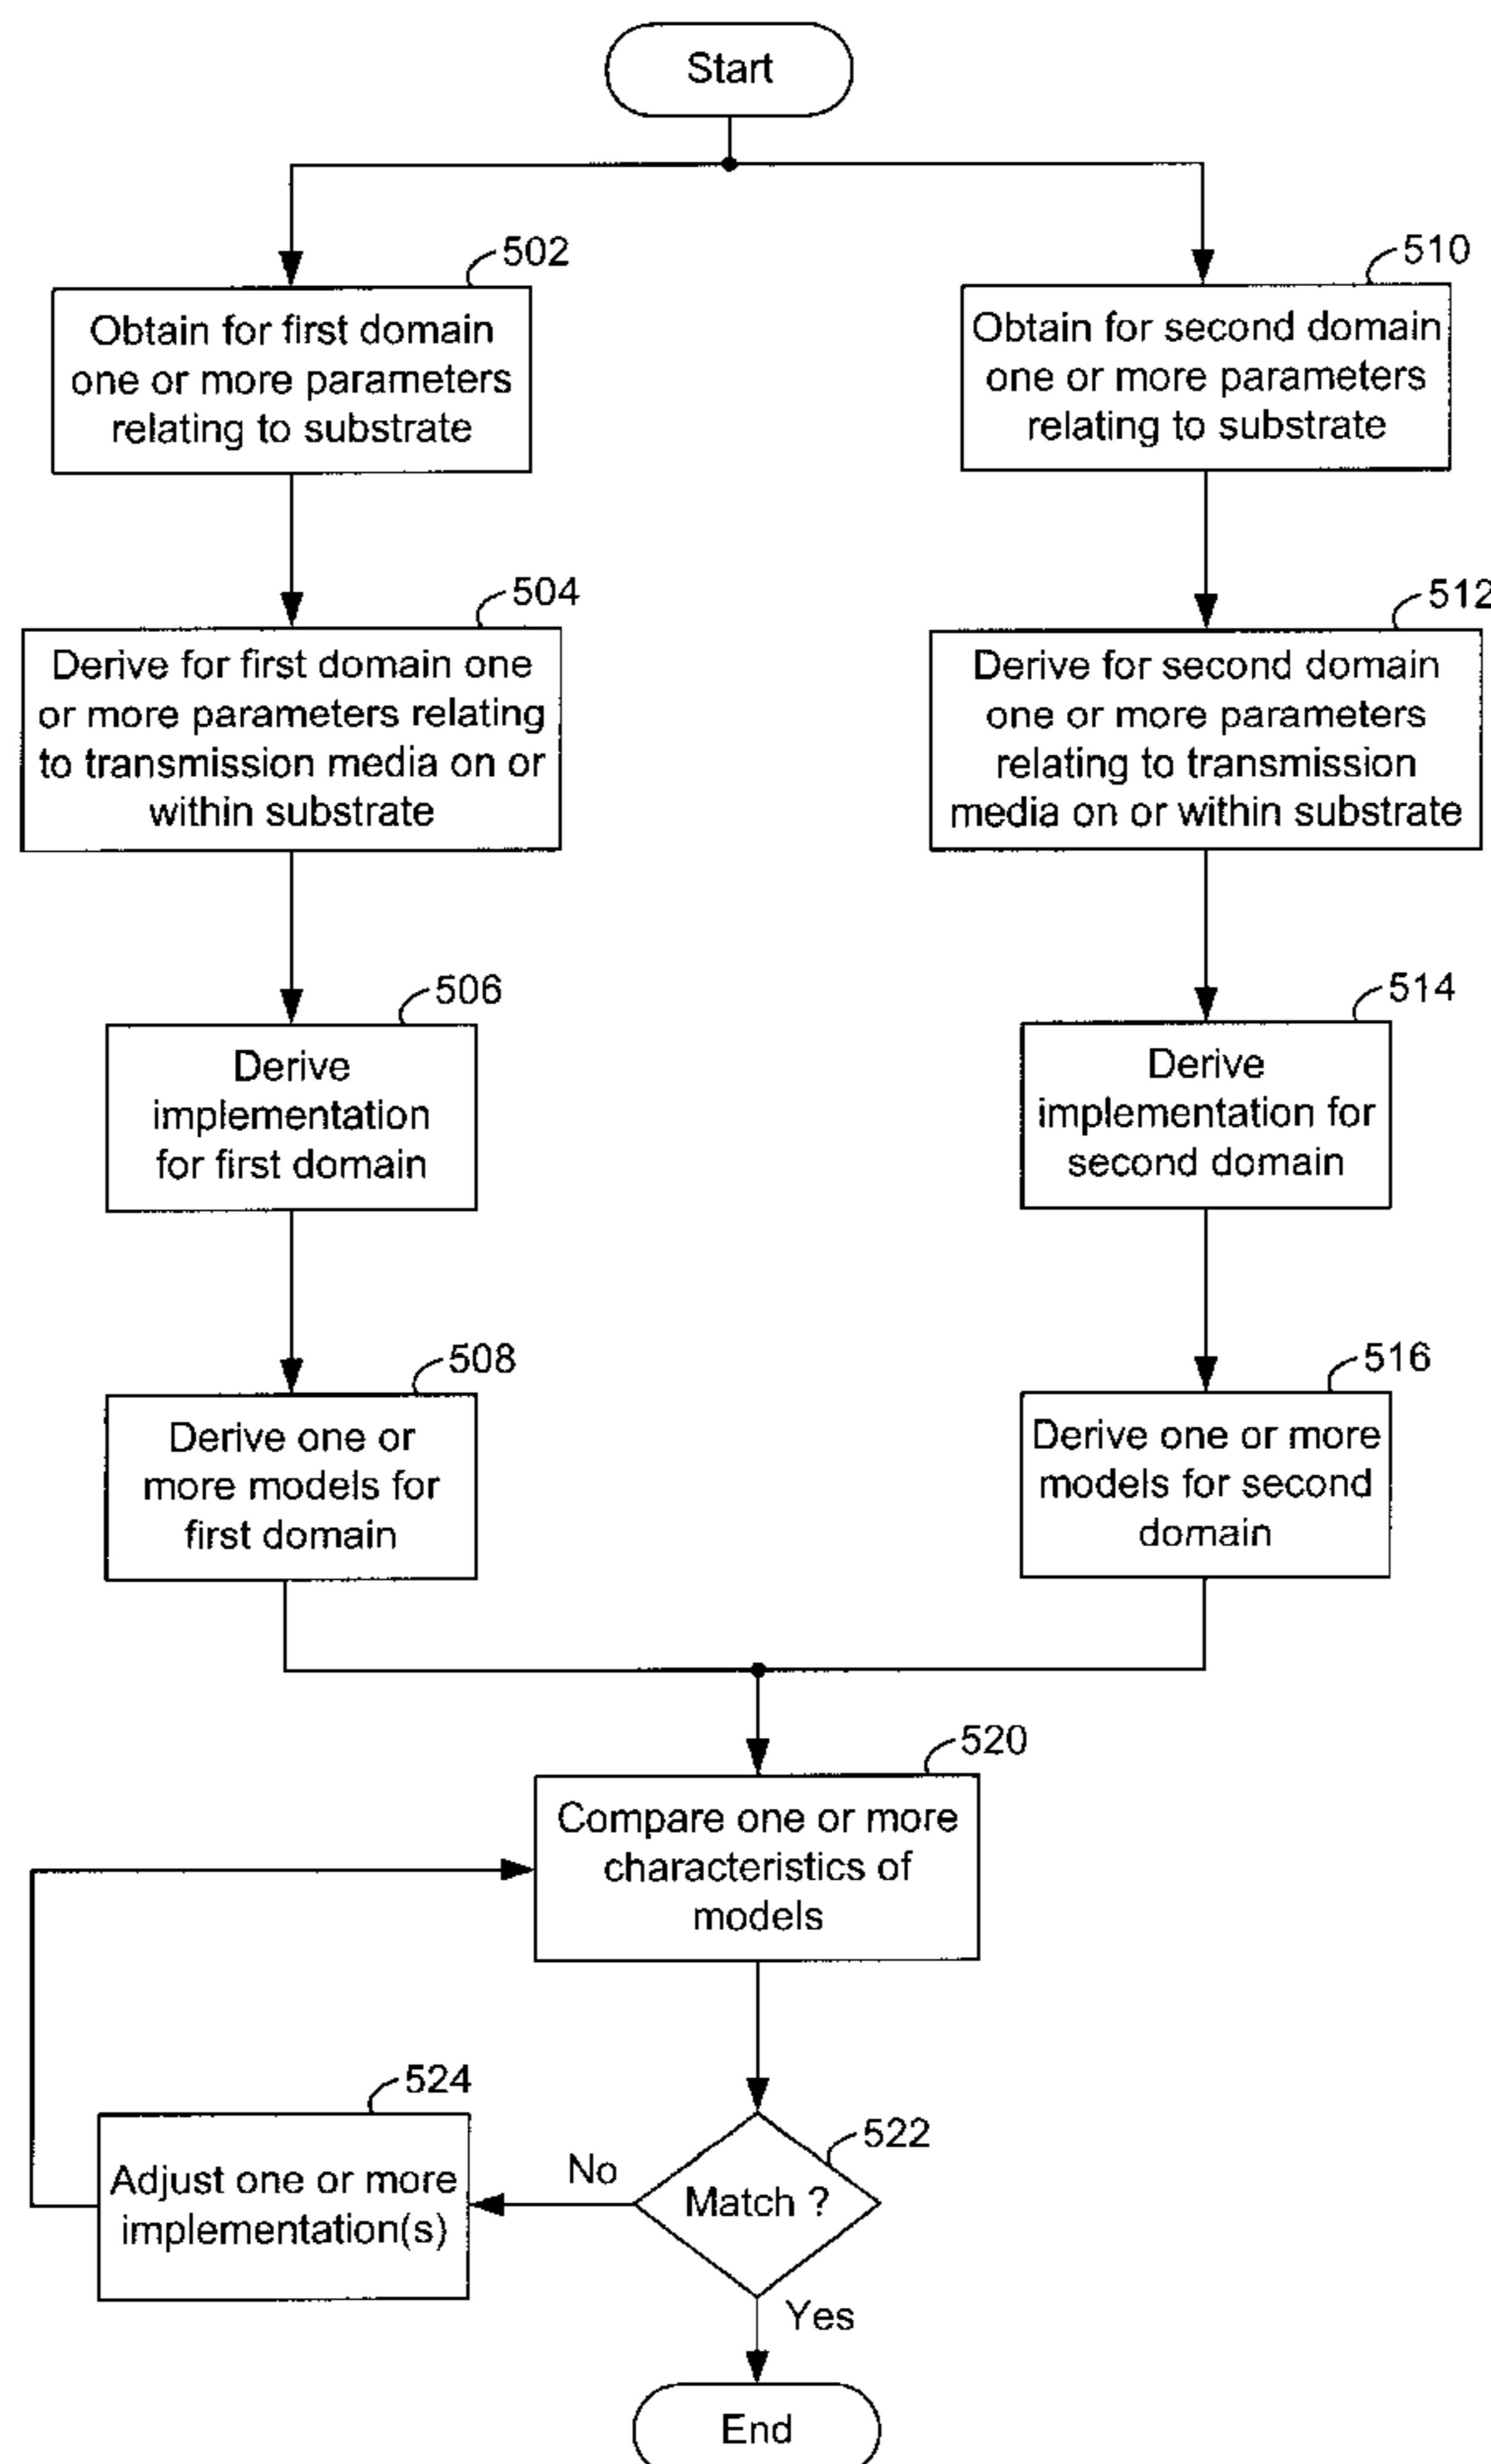 Start
502
Obtain for first domain
one or more parameters
relating to substrate
504
Derive for first domain one
or more parameters relating
to transmission media on or
within substrate
506
Derive
implementation
for first domain
508
Derive one or
more models for
first domain
510
Obtain for second domain
one or more parameters
relating to substrate
512
Derive for second domain
one or more parameters
relating to transmission
media on or within substrate
514
Derive
implementation for
second domain
516
Derive one or more
models for second
domain
520
Compare one or more
characteristics of
models
522
Match ?
No
524
Adjust one or more
implementation(s)
Yes
End